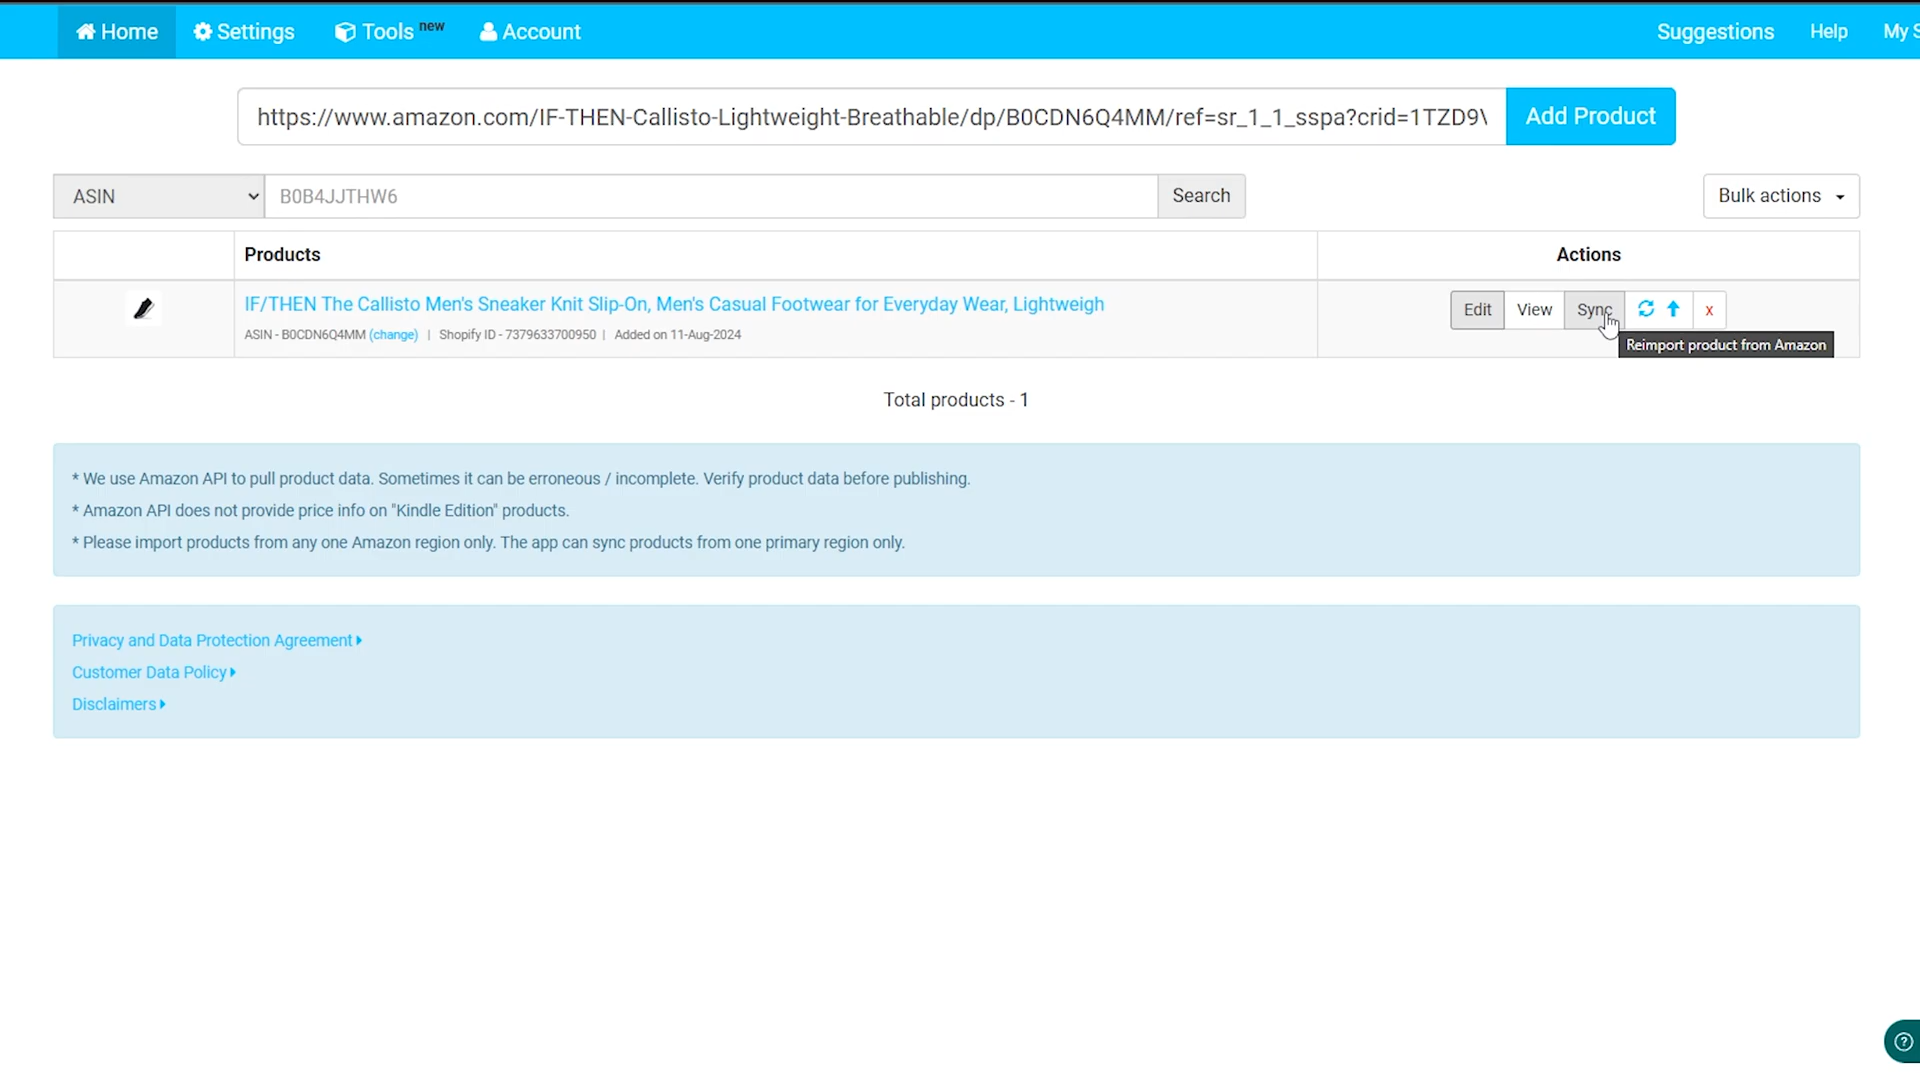 Home Settings Tools new Account Suggestions Help My S
https://www.amazon.com/IF-THEN-Callisto-Lightweight-Breathable/dp/B0CDN6Q4MM/ref=sr_1_1_sspa?crid=1TZD9\ Add Product
ASIN B0B4JJTHW6 Search Bulk actions
Products Actions
IF/THEN The Callisto Men's Sneaker Knit Slip-On, Men's Casual Footwear for Everyday Wear, Lightweigh
Edit View Sync x
ASIN - B0CDN6Q4MM (change) | Shopify ID - 7379633700950 | Added on 11-Aug-2024
Reimport product from Amazon
Total products - 1
* We use Amazon API to pull product data. Sometimes it can be erroneous / incomplete. Verify product data before publishing.
* Amazon API does not provide price info on "Kindle Edition" products.
* Please import products from any one Amazon region only. The app can sync products from one primary region only.
Privacy and Data Protection Agreement
Customer Data Policy
Disclaimers